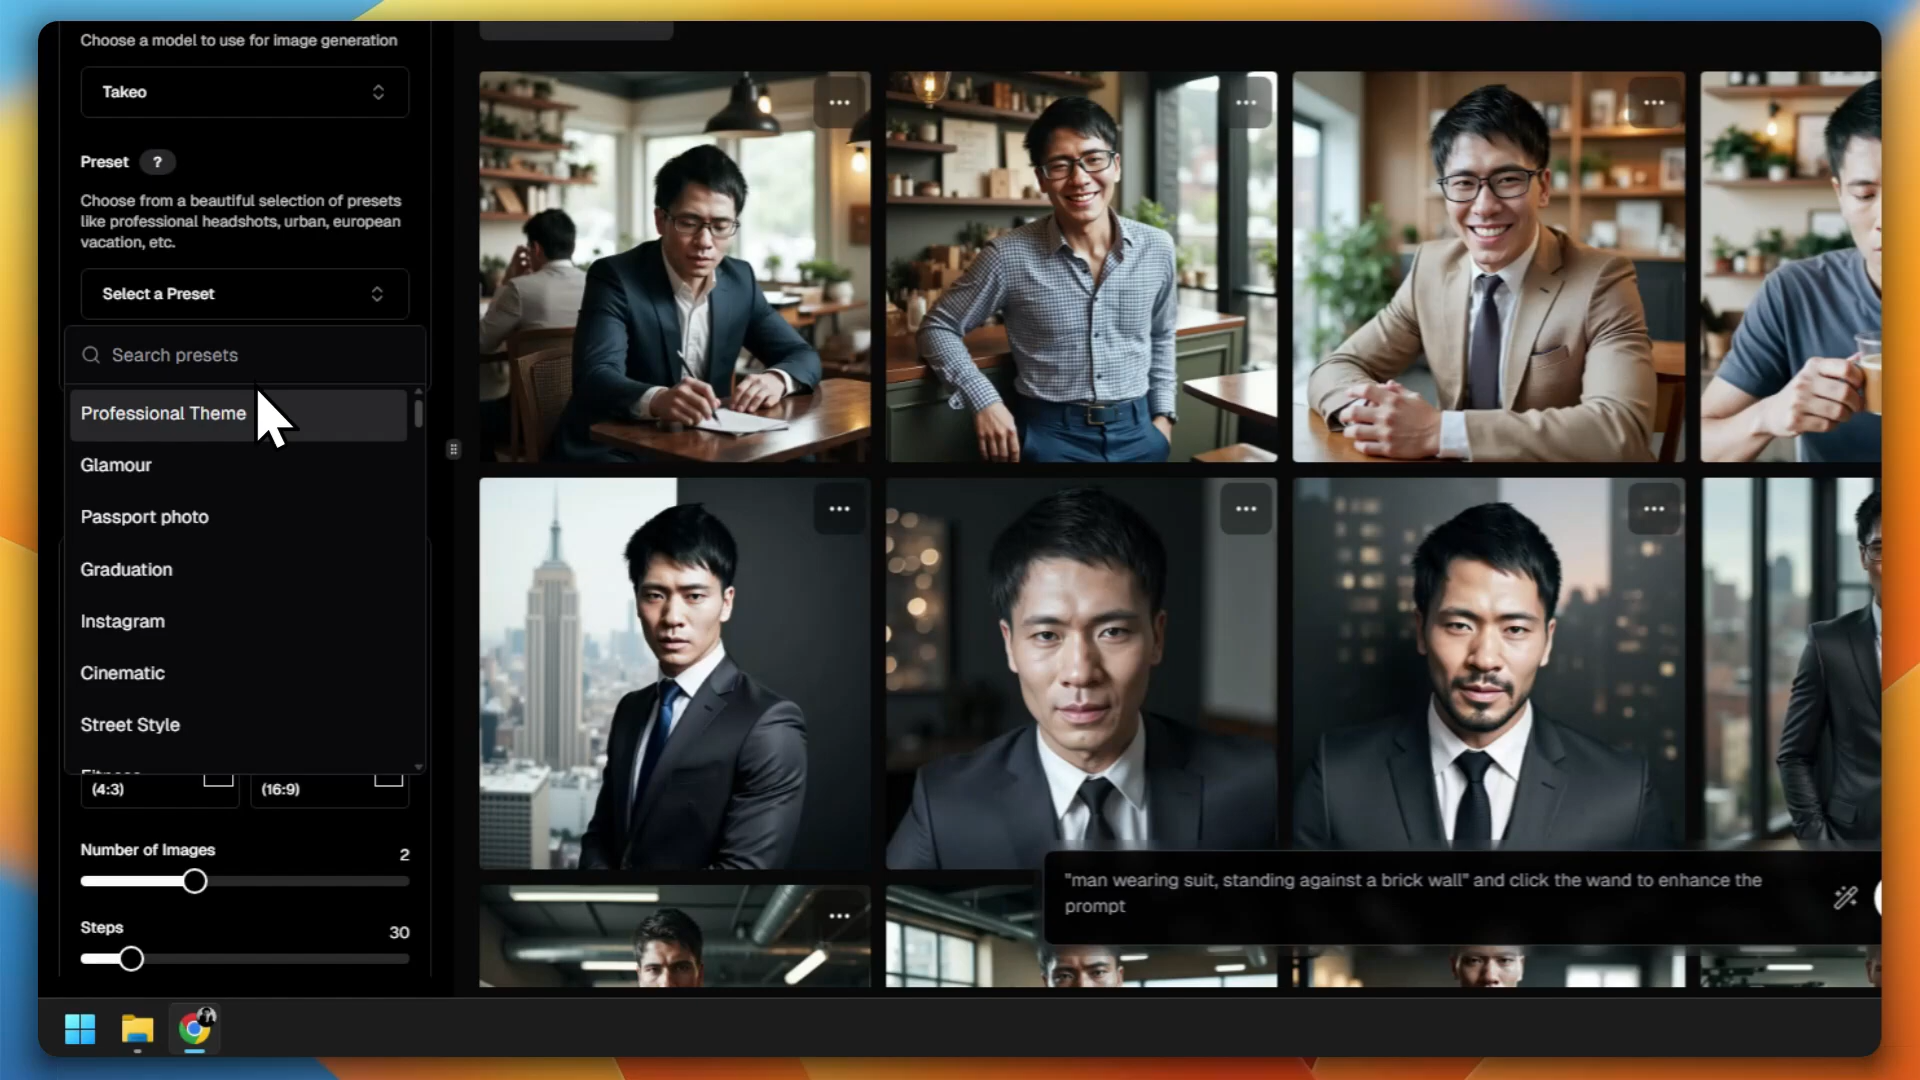 Choose a model to use for image generation
Takeo
Preset ?
Choose from a beautiful selection of presets
like professional headshots, urban, european
vacation, etc.
Select a Preset
Search presets
Professional Theme
Glamour
Passport photo
Graduation
Instagram
Cinematic
Street Style
Fitness
(4:3)
(16:9)
Number of Images
2
Steps
30
"man wearing suit, standing against a brick wall" and click the wand to enhance the
prompt